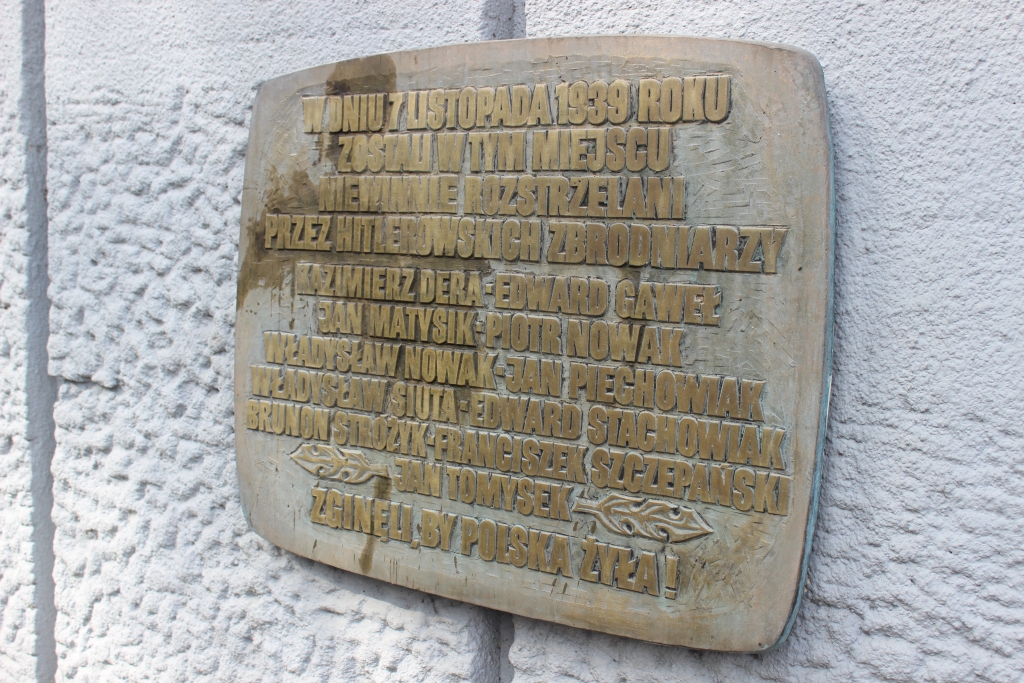 W DNIU 7 LISTOPADA 1939 ROKU
ZOSTALI W TYM MIEJSCU
NIEWINNIE ROZSTRZELANI
PRZEZ HITLEROWSKICH ZBRODNIARZY
KAZIMIERZ DERA-EDWARD GAWEŁ
JAN MATYSIK-PIOTR NOWAK
WŁADYSŁAW NOWAK-JAN PIECHOWIAK
WŁADYSŁAW SIUTA-EDWARD STACHOWIAK
BRUNON STROŻYK-FRANCISZEK SZCZEPAŃSKI
JAN TOMYSEK
ZGINĘLI, BY POLSKA ŻYŁA!